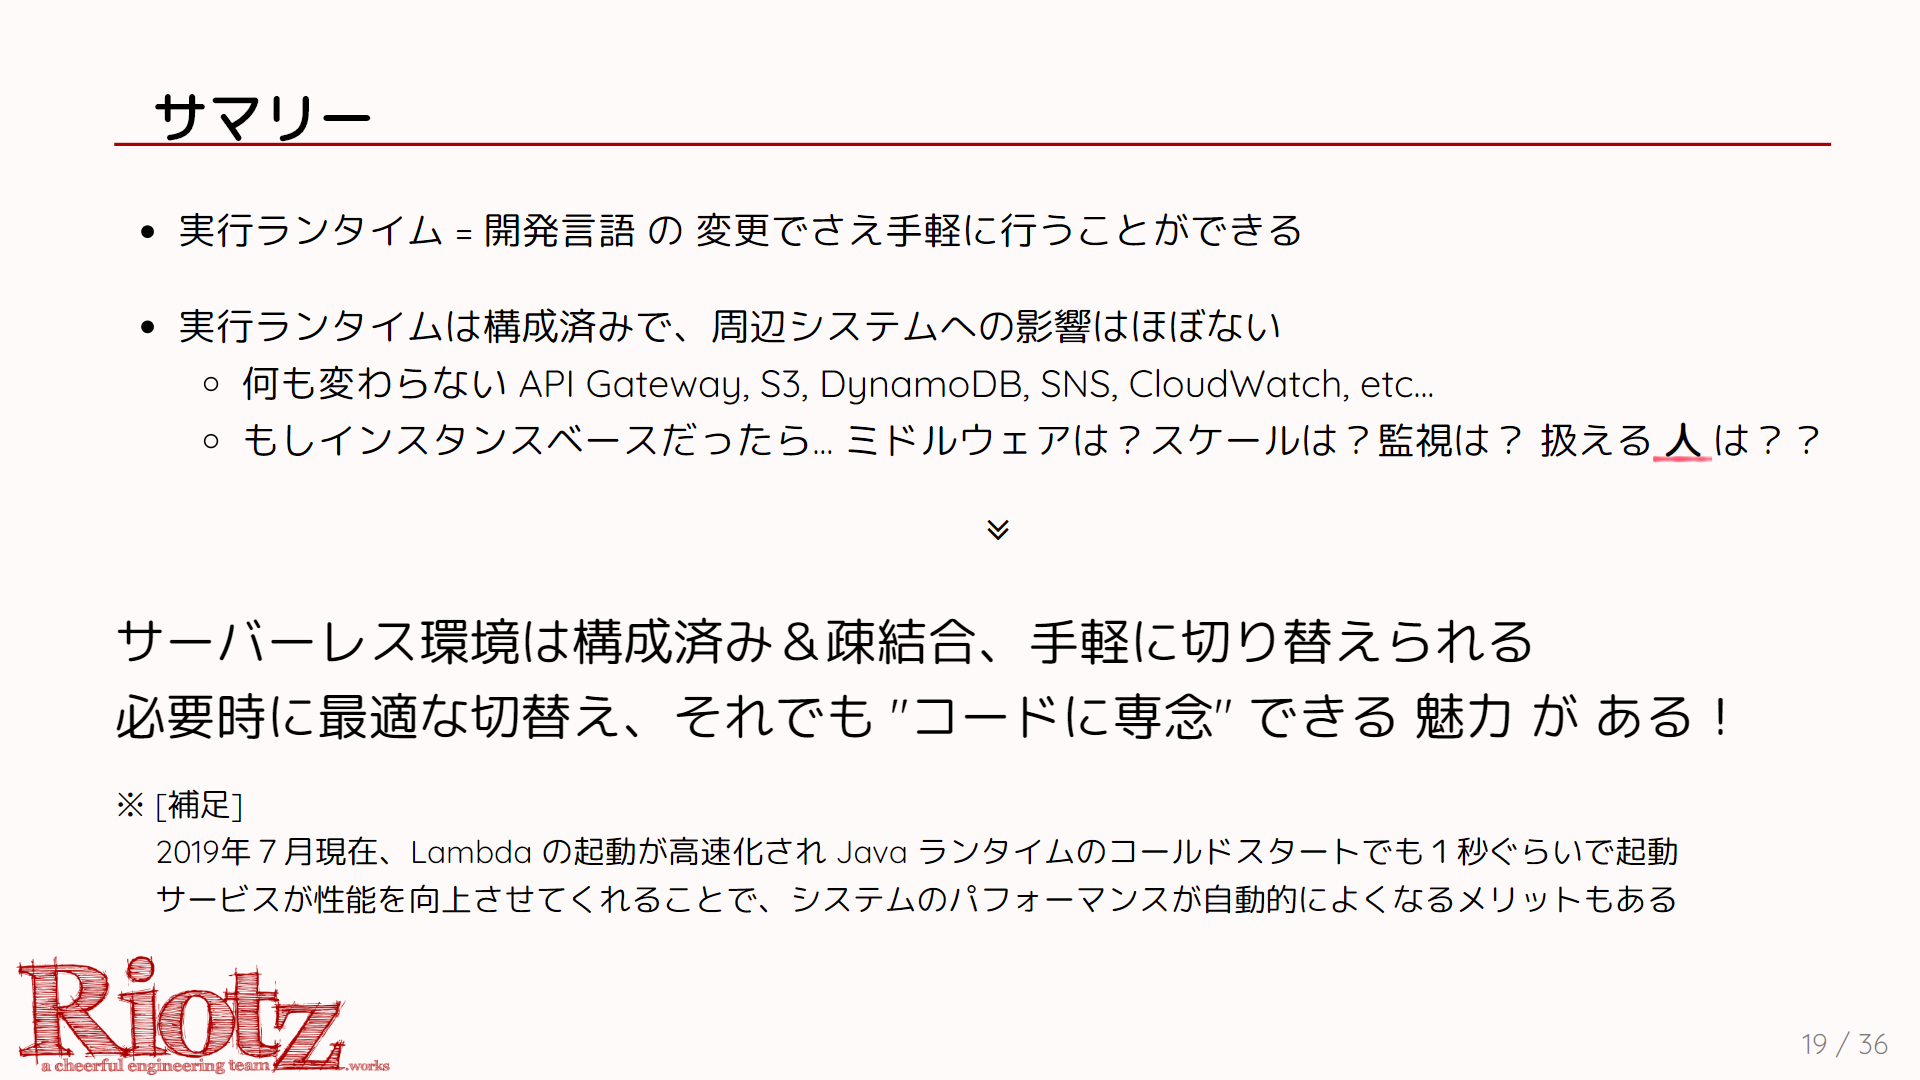 サマリー
• 実行ランタイム = 開発言語 の 変更でさえ手軽に行うことができる
• 実行ランタイムは構成済みで、周辺システムへの影響はほぼない
○ 何も変わらない API Gateway, S3, DynamoDB, SNS, CloudWatch, etc...
○ もしインスタンスベースだったら... ミドルウェアは？スケールは？監視は？ 扱える 人 は？？
サーバーレス環境は構成済み＆疎結合、手軽に切り替えられる
必要時に最適な切替え、それでも "コードに専念" できる 魅力 が ある！
※ [補足]
2019年７月現在、Lambda の起動が高速化され Java ランタイムのコールドスタートでも１秒ぐらいで起動
サービスが性能を向上させてくれることで、システムのパフォーマンスが自動的によくなるメリットもある
Riotz
a cheerful engineering team .works
19 / 36